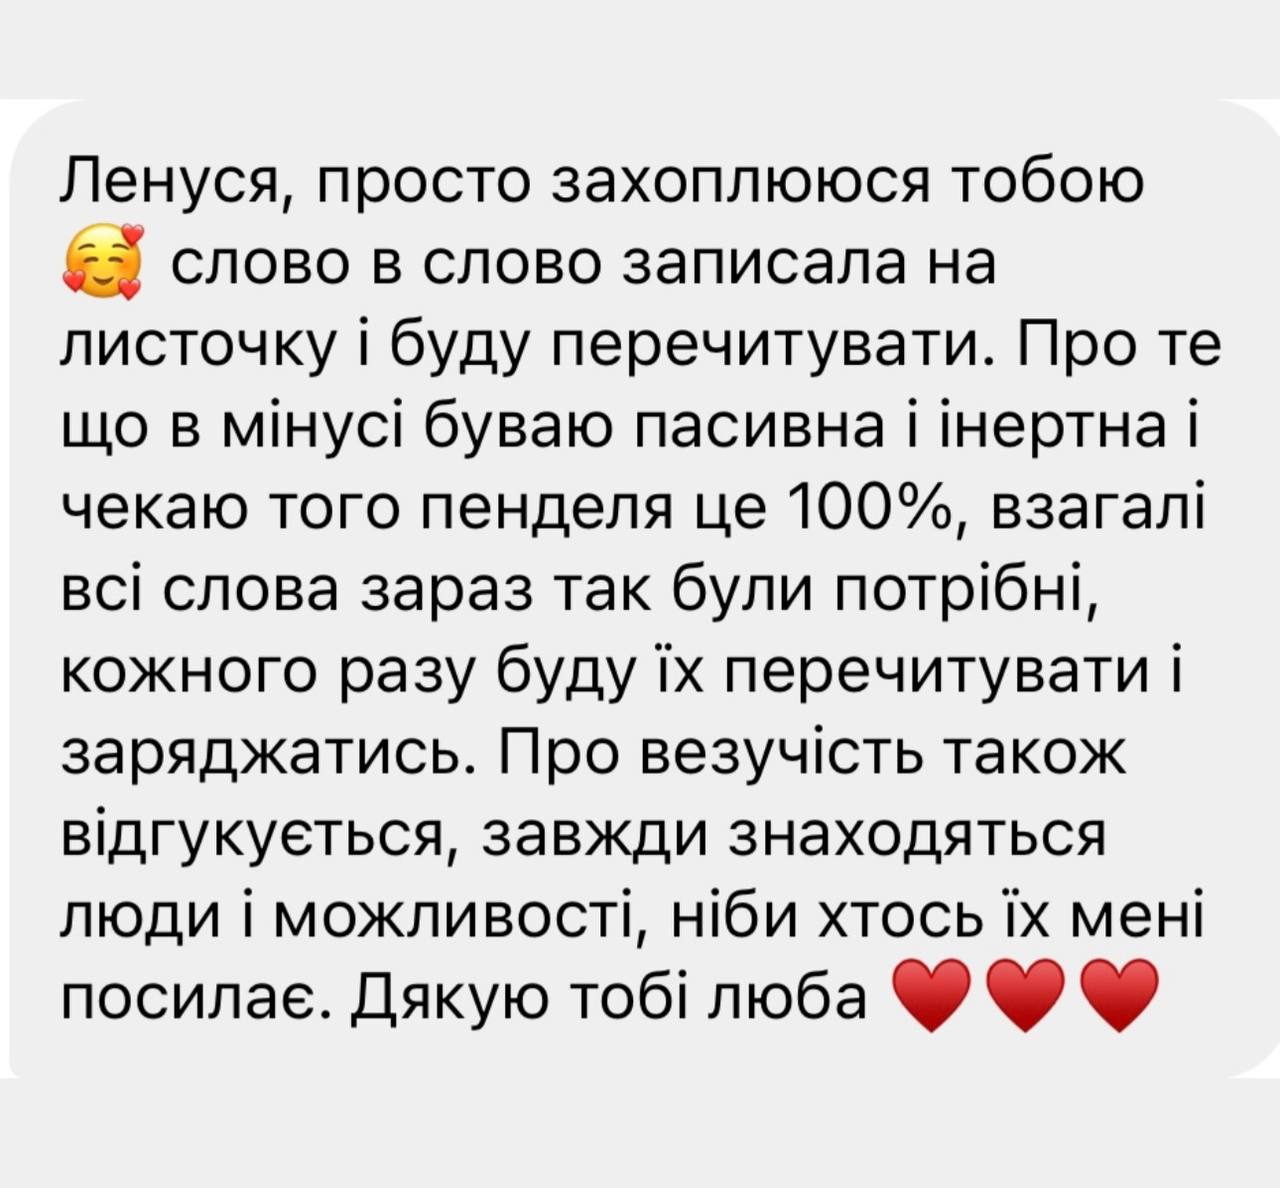 Ленуся, просто захоплююся тобою
🥰 слово в слово записала на
листочку і буду перечитувати. Про те
що в мінусі буваю пасивна і інертна і
чекаю того пенделя це 100%, взагалі
всі слова зараз так були потрібні,
кожного разу буду їх перечитувати і
заряджатись. Про везучість також
відгукується, завжди знаходяться
люди і можливості, ніби хтось їх мені
посилає. Дякую тобі люба ♥️♥️♥️